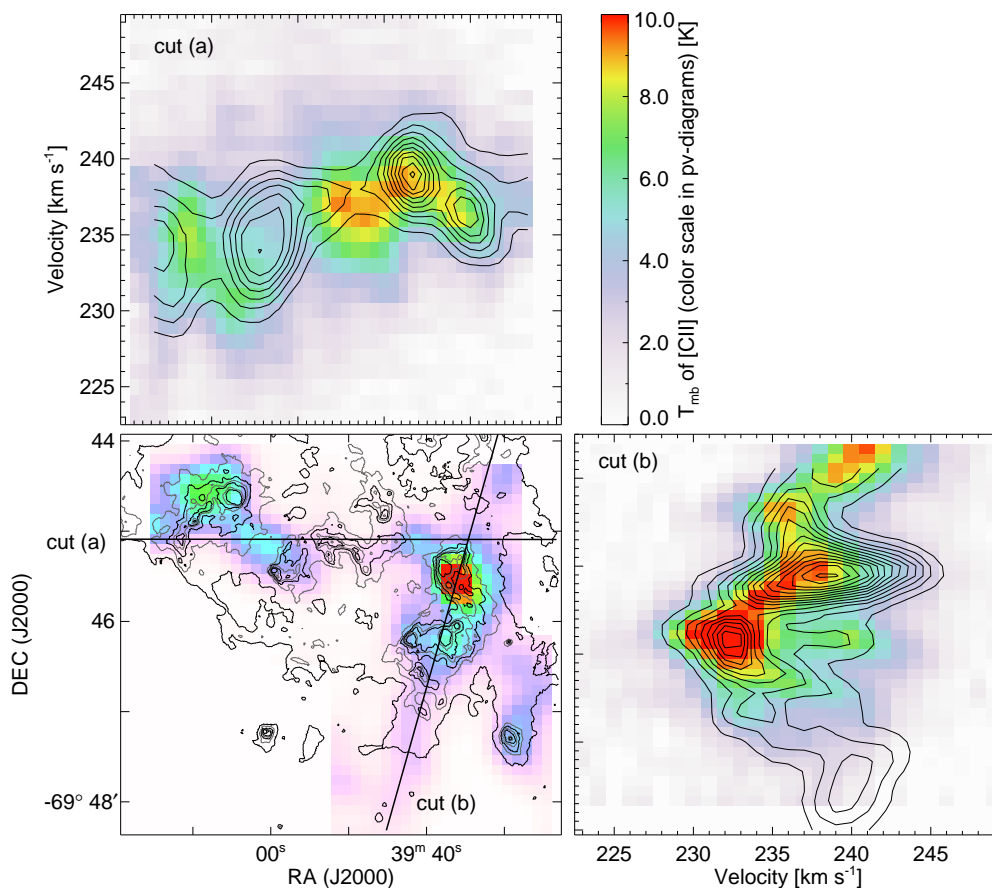 cut (a)
245
240
235
230
225
Velocity [km s⁻¹]
10.0
8.0
6.0
4.0
2.0
0.0
T_mb of [CII] (color scale in pv-diagrams) [K]
44
cut (a)
46
-69° 48′
DEC (J2000)
cut (b)
00ˢ
39ᵐ 40ˢ
RA (J2000)
cut (b)
225
230
235
240
245
Velocity [km s⁻¹]